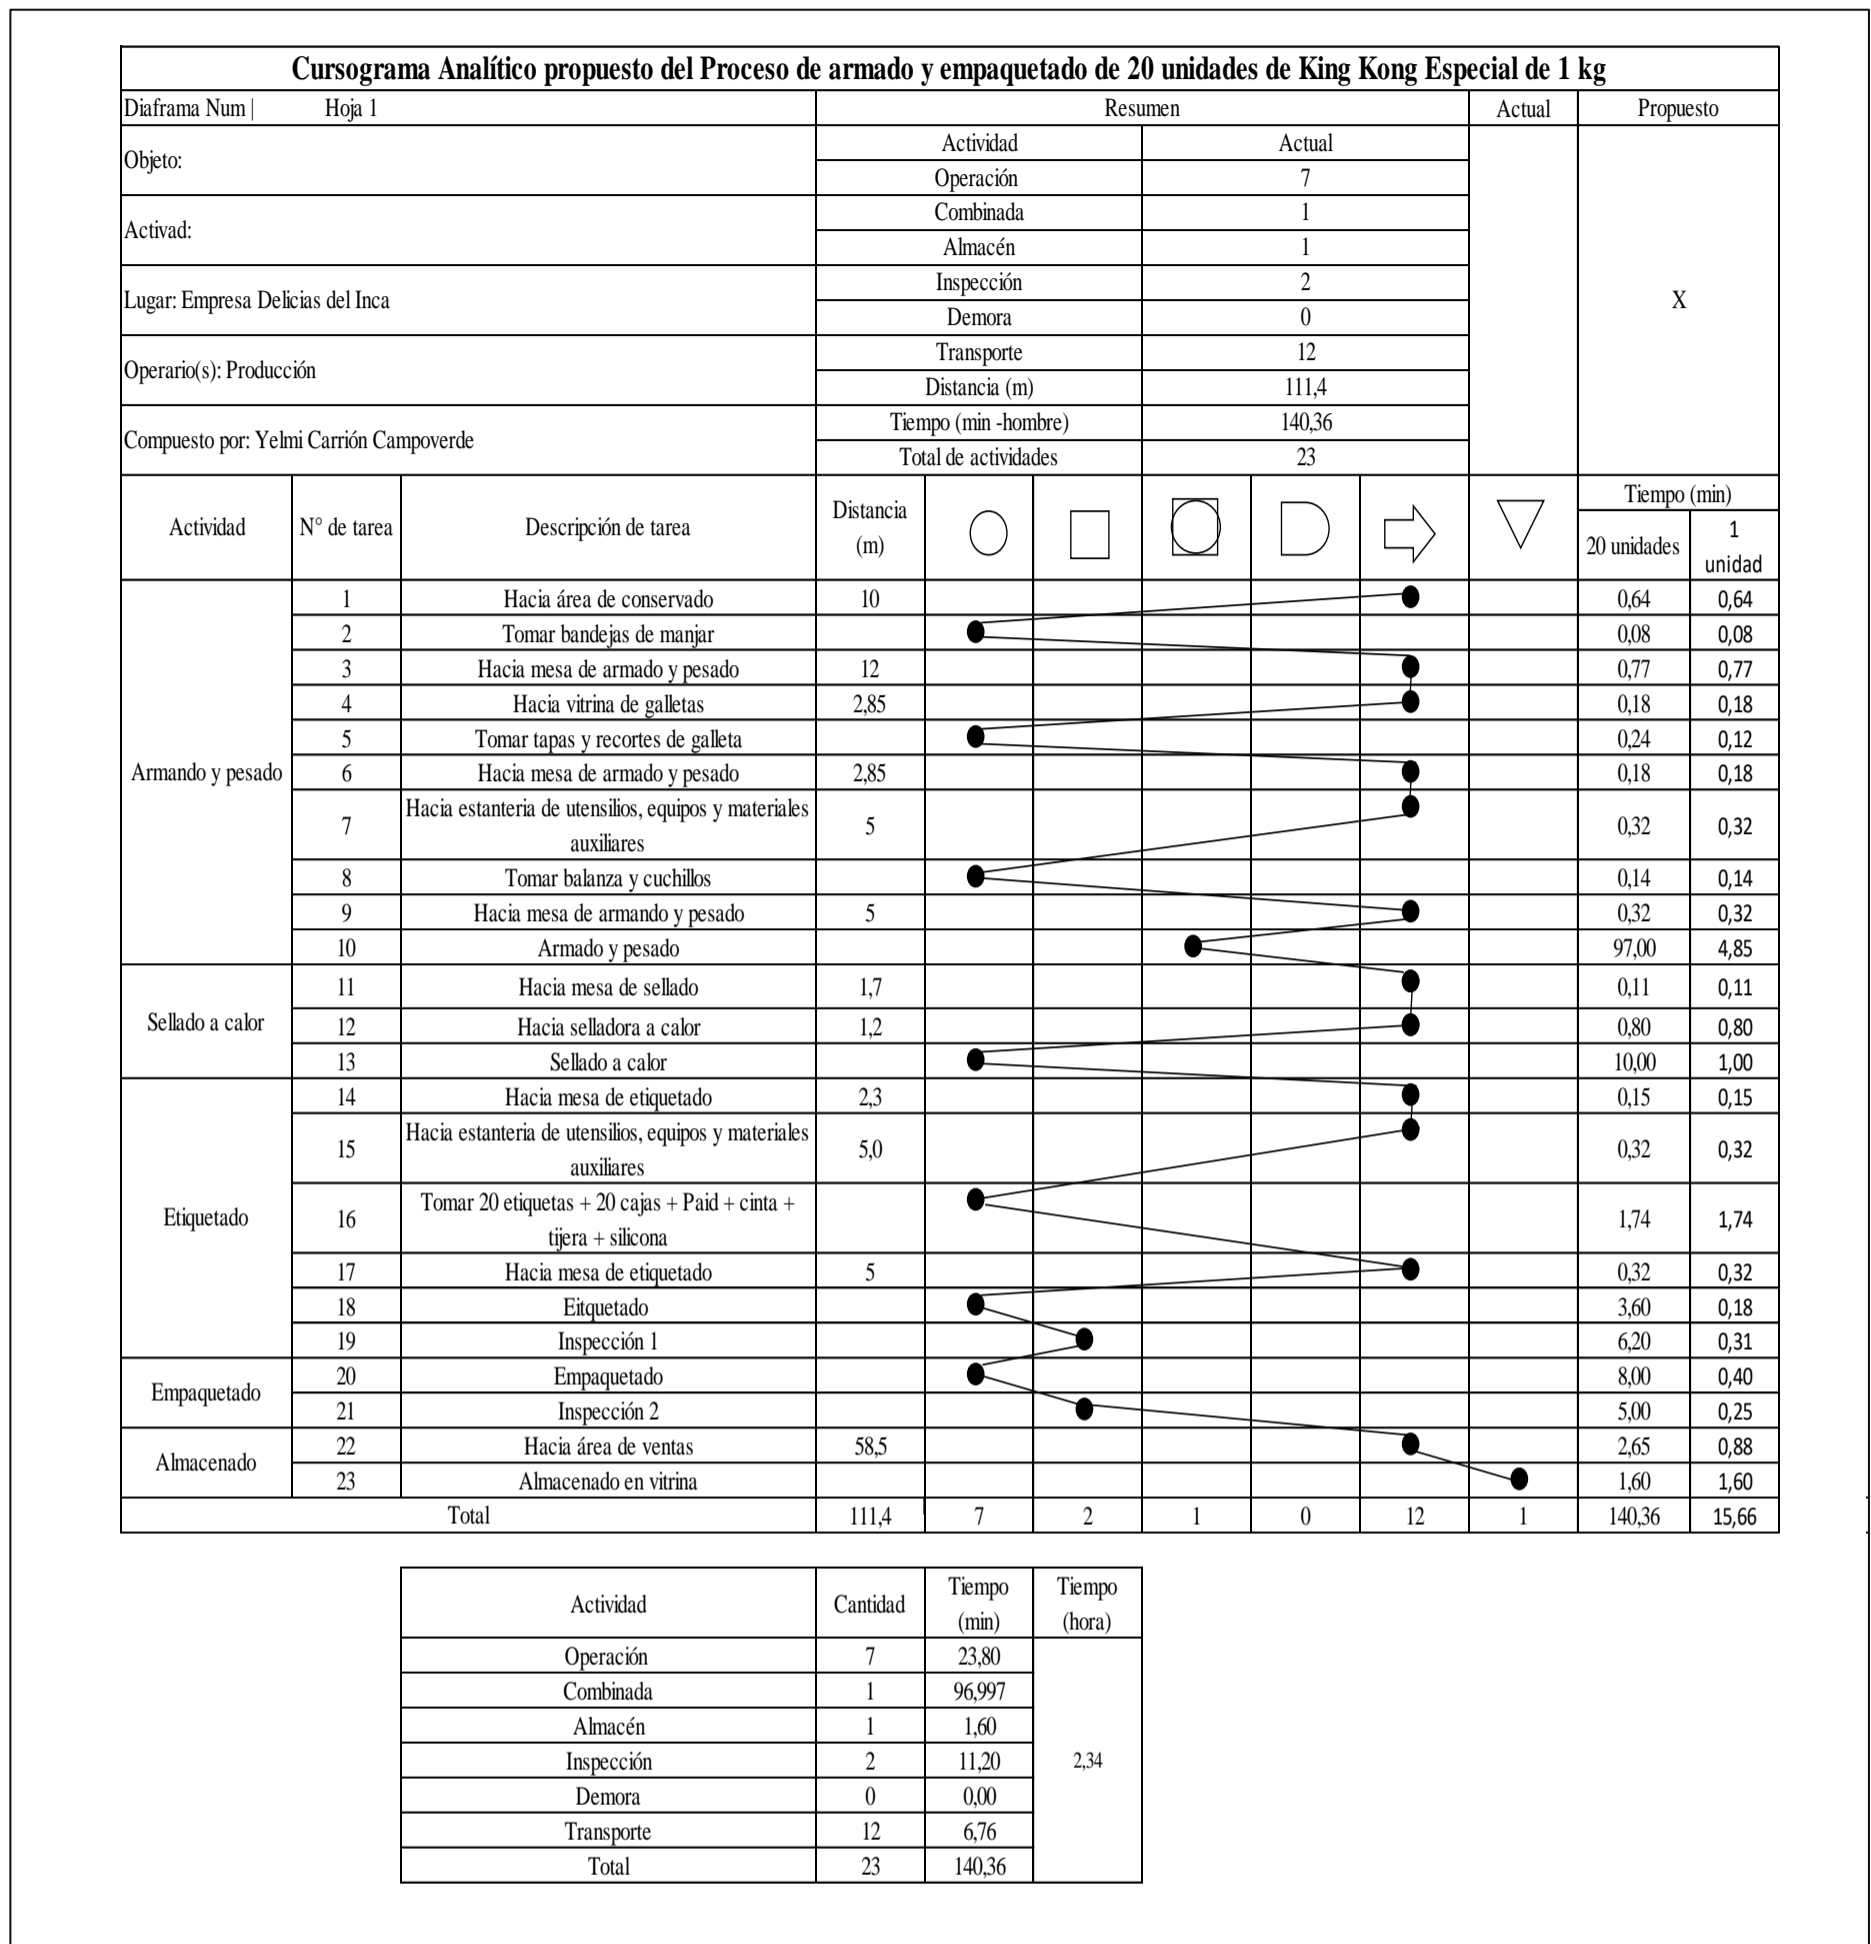 Cursograma Analítico propuesto del Proceso de armado y empaquetado de 20 unidades de King Kong Especial de 1 kg
Diaframa Num | Hoja 1 Resumen Actual Propuesto
Objeto:
Actividad Actual
Operación 7
Activad:
Combinada 1
Almacén 1
Lugar: Empresa Delicias del Inca
Inspección 2
Demora 0
X
Operario(s): Producción
Transporte 12
Distancia (m) 111,4
Compuesto por: Yelmi Carrión Campoverde
Tiempo (min -hombre) 140,36
Total de actividades 23
Actividad N° de tarea Descripción de tarea Distancia (m) Tiempo (min)
20 unidades 1 unidad
Armando y pesado
1 Hacia área de conservado 10 0,64 0,64
2 Tomar bandejas de manjar 0,08 0,08
3 Hacia mesa de armado y pesado 12 0,77 0,77
4 Hacia vitrina de galletas 2,85 0,18 0,18
5 Tomar tapas y recortes de galleta 0,24 0,12
6 Hacia mesa de armado y pesado 2,85 0,18 0,18
7 Hacia estanteria de utensilios, equipos y materiales auxiliares 5 0,32 0,32
8 Tomar balanza y cuchillos 0,14 0,14
9 Hacia mesa de armando y pesado 5 0,32 0,32
10 Armado y pesado 97,00 4,85
Sellado a calor
11 Hacia mesa de sellado 1,7 0,11 0,11
12 Hacia selladora a calor 1,2 0,80 0,80
13 Sellado a calor 10,00 1,00
Etiquetado
14 Hacia mesa de etiquetado 2,3 0,15 0,15
15 Hacia estanteria de utensilios, equipos y materiales auxiliares 5,0 0,32 0,32
16 Tomar 20 etiquetas + 20 cajas + Paid + cinta + tijera + silicona 1,74 1,74
17 Hacia mesa de etiquetado 5 0,32 0,32
18 Eitquetado 3,60 0,18
19 Inspección 1 6,20 0,31
Empaquetado
20 Empaquetado 8,00 0,40
21 Inspección 2 5,00 0,25
Almacenado
22 Hacia área de ventas 58,5 2,65 0,88
23 Almacenado en vitrina 1,60 1,60
Total 111,4 7 2 1 0 12 1 140,36 15,66
Actividad Cantidad Tiempo (min) Tiempo (hora)
Operación 7 23,80
Combinada 1 96,997
Almacén 1 1,60
Inspección 2 11,20 2,34
Demora 0 0,00
Transporte 12 6,76
Total 23 140,36